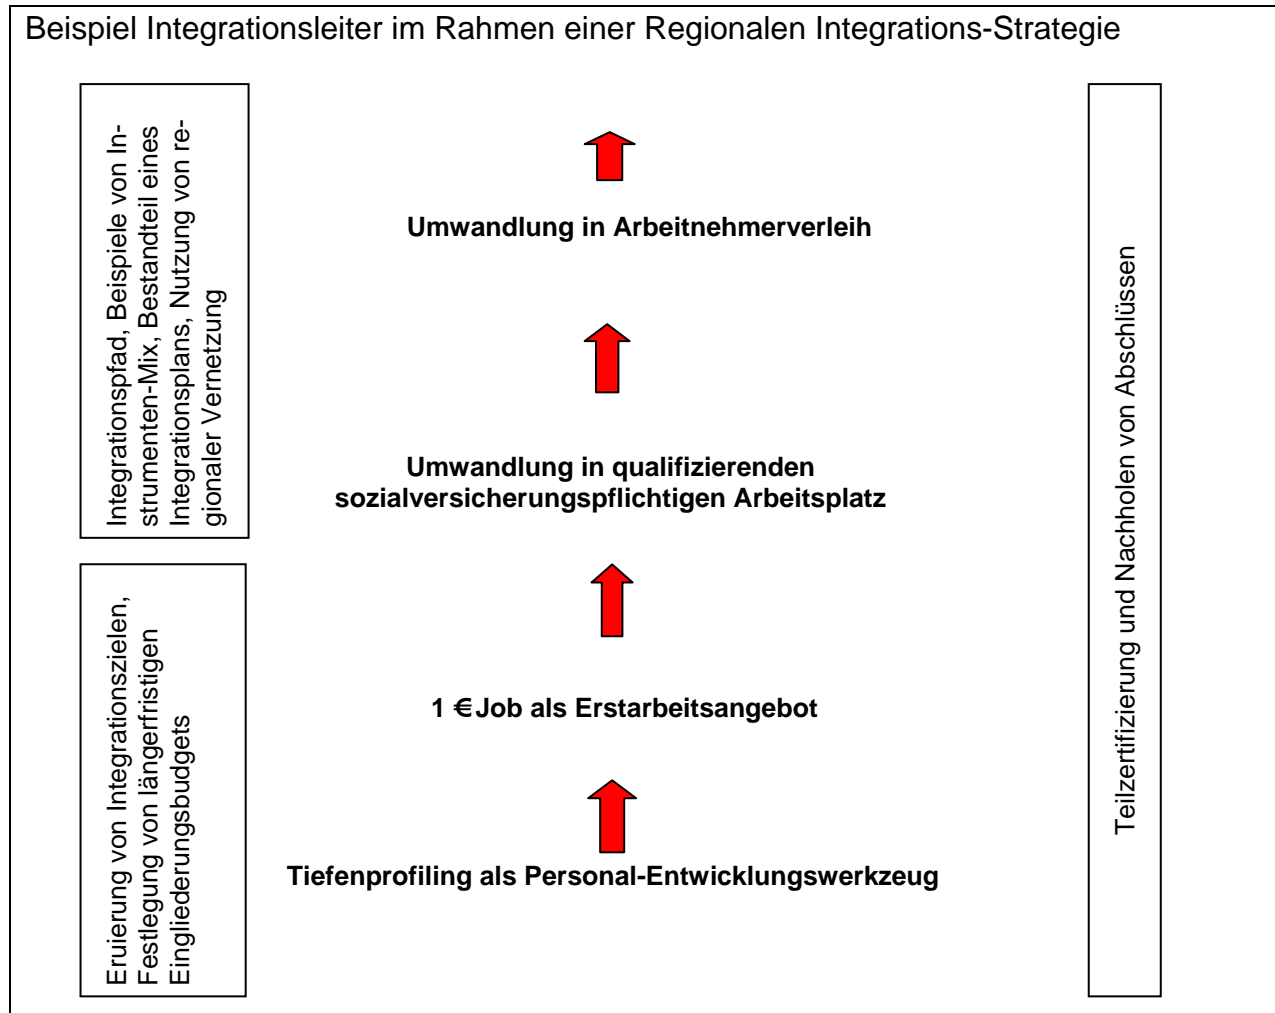 Beispiel Integrationsleiter im Rahmen einer Regionalen Integrations-Strategie
Integrationspfad, Beispiele von In-
strumenten-Mix, Bestandteil eines
Integrationsplans, Nutzung von re-
gionaler Vernetzung
Eruierung von Integrationszielen,
Festlegung von längerfristigen
Eingliederungsbudgets
Umwandlung in Arbeitnehmerverleih
Umwandlung in qualifizierenden
sozialversicherungspflichtigen Arbeitsplatz
1 €Job als Erstarbeitsangebot
Tiefenprofiling als Personal-Entwicklungswerkzeug
Teilzertifizierung und Nachholen von Abschlüssen